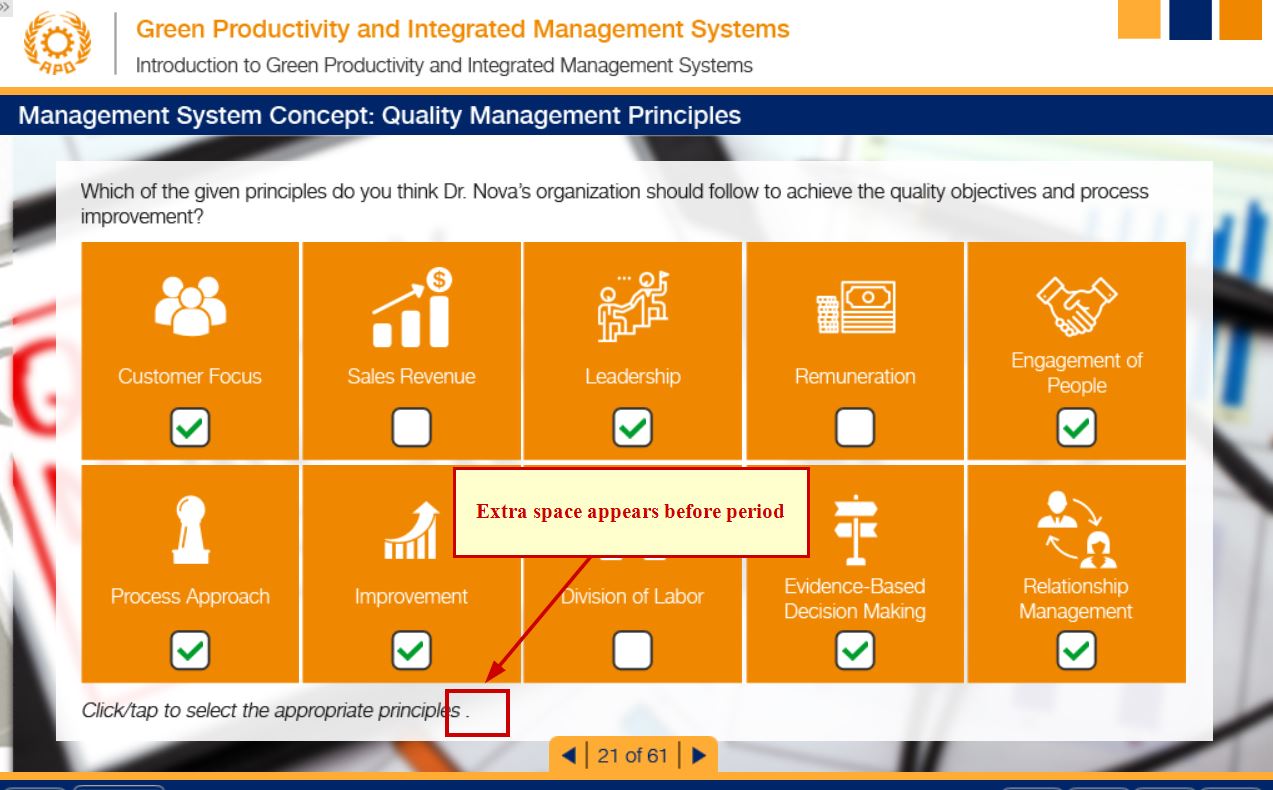 »
APO
Green Productivity and Integrated Management Systems
Introduction to Green Productivity and Integrated Management Systems
Management System Concept: Quality Management Principles
Which of the given principles do you think Dr. Nova's organization should follow to achieve the quality objectives and process
improvement?
$
Customer Focus
Sales Revenue
Leadership
Remuneration
Engagement of
People
Extra space appears before period
Process Approach
Improvement
Division of Labor
Evidence-Based
Decision Making
Relationship
Management
Click/tap to select the appropriate principles .
21 of 61